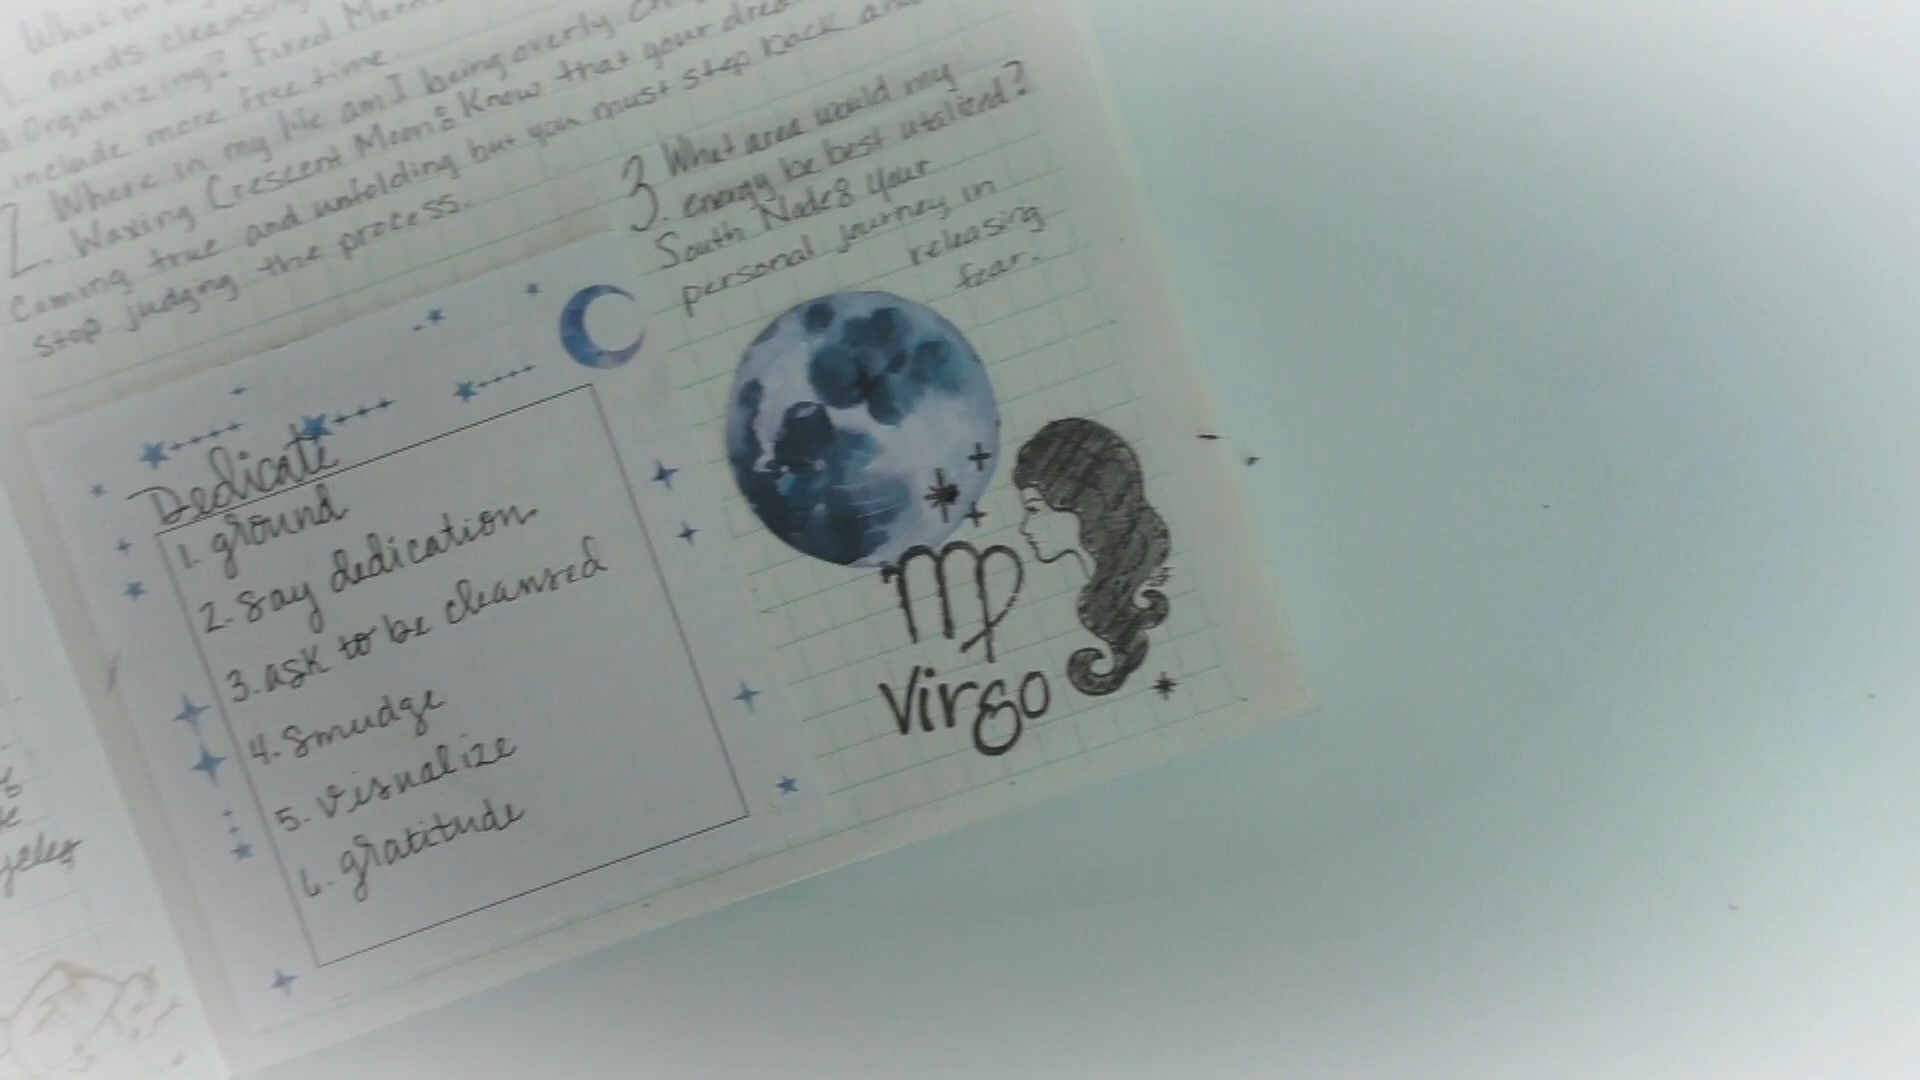 What in
needs cleansing
Organizing? Fixed Moon
include more free time.
2. Where in my life am I being overly
Waxing Crescent Moon: Know that your
Coming true and unfolding but you must step back
stop judging the process.
3. What area would my
energy be best utalized?
South Node: Your
personal journey in
releasing
fear.
Dedicate
1. ground
2. Say dedication
3. ask to be cleansed
4. Smudge
5. visualize
6. gratitude
Virgo